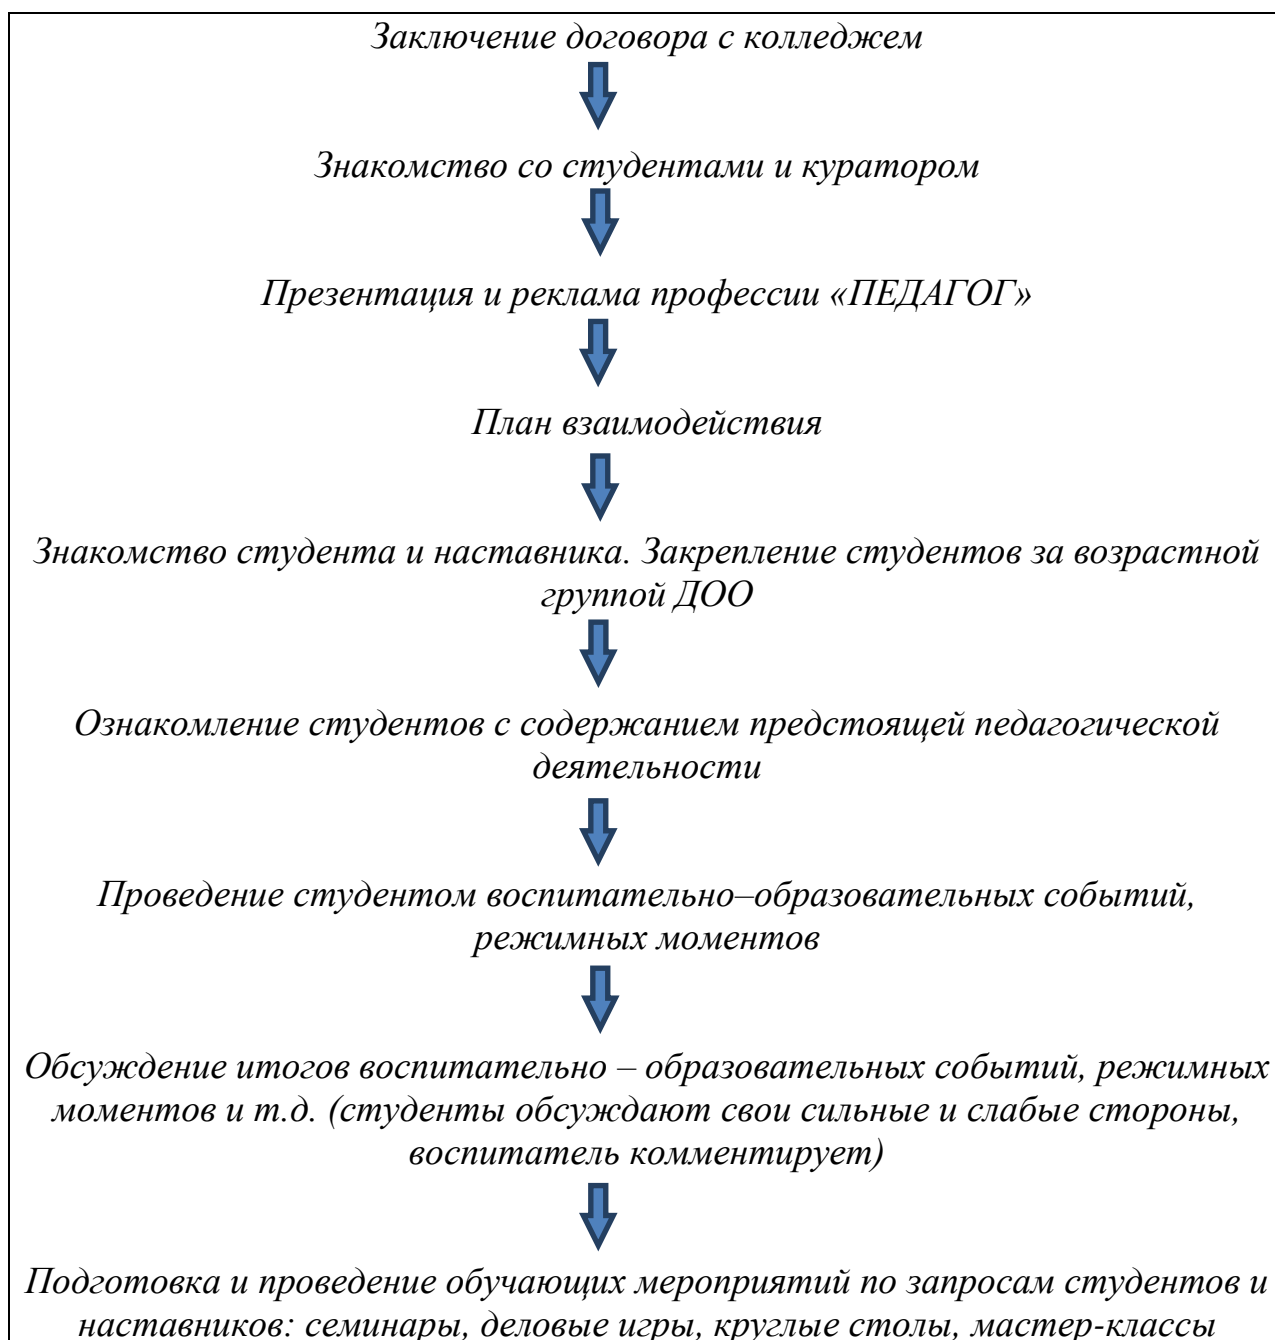 Заключение договора с колледжем
Знакомство со студентами и куратором
Презентация и реклама профессии «ПЕДАГОГ»
План взаимодействия
Знакомство студента и наставника. Закрепление студентов за возрастной
группой ДОО
Ознакомление студентов с содержанием предстоящей педагогической
деятельности
Проведение студентом воспитательно–образовательных событий,
режимных моментов
Обсуждение итогов воспитательно – образовательных событий, режимных
моментов и т.д. (студенты обсуждают свои сильные и слабые стороны,
воспитатель комментирует)
Подготовка и проведение обучающих мероприятий по запросам студентов и
наставников: семинары, деловые игры, круглые столы, мастер-классы